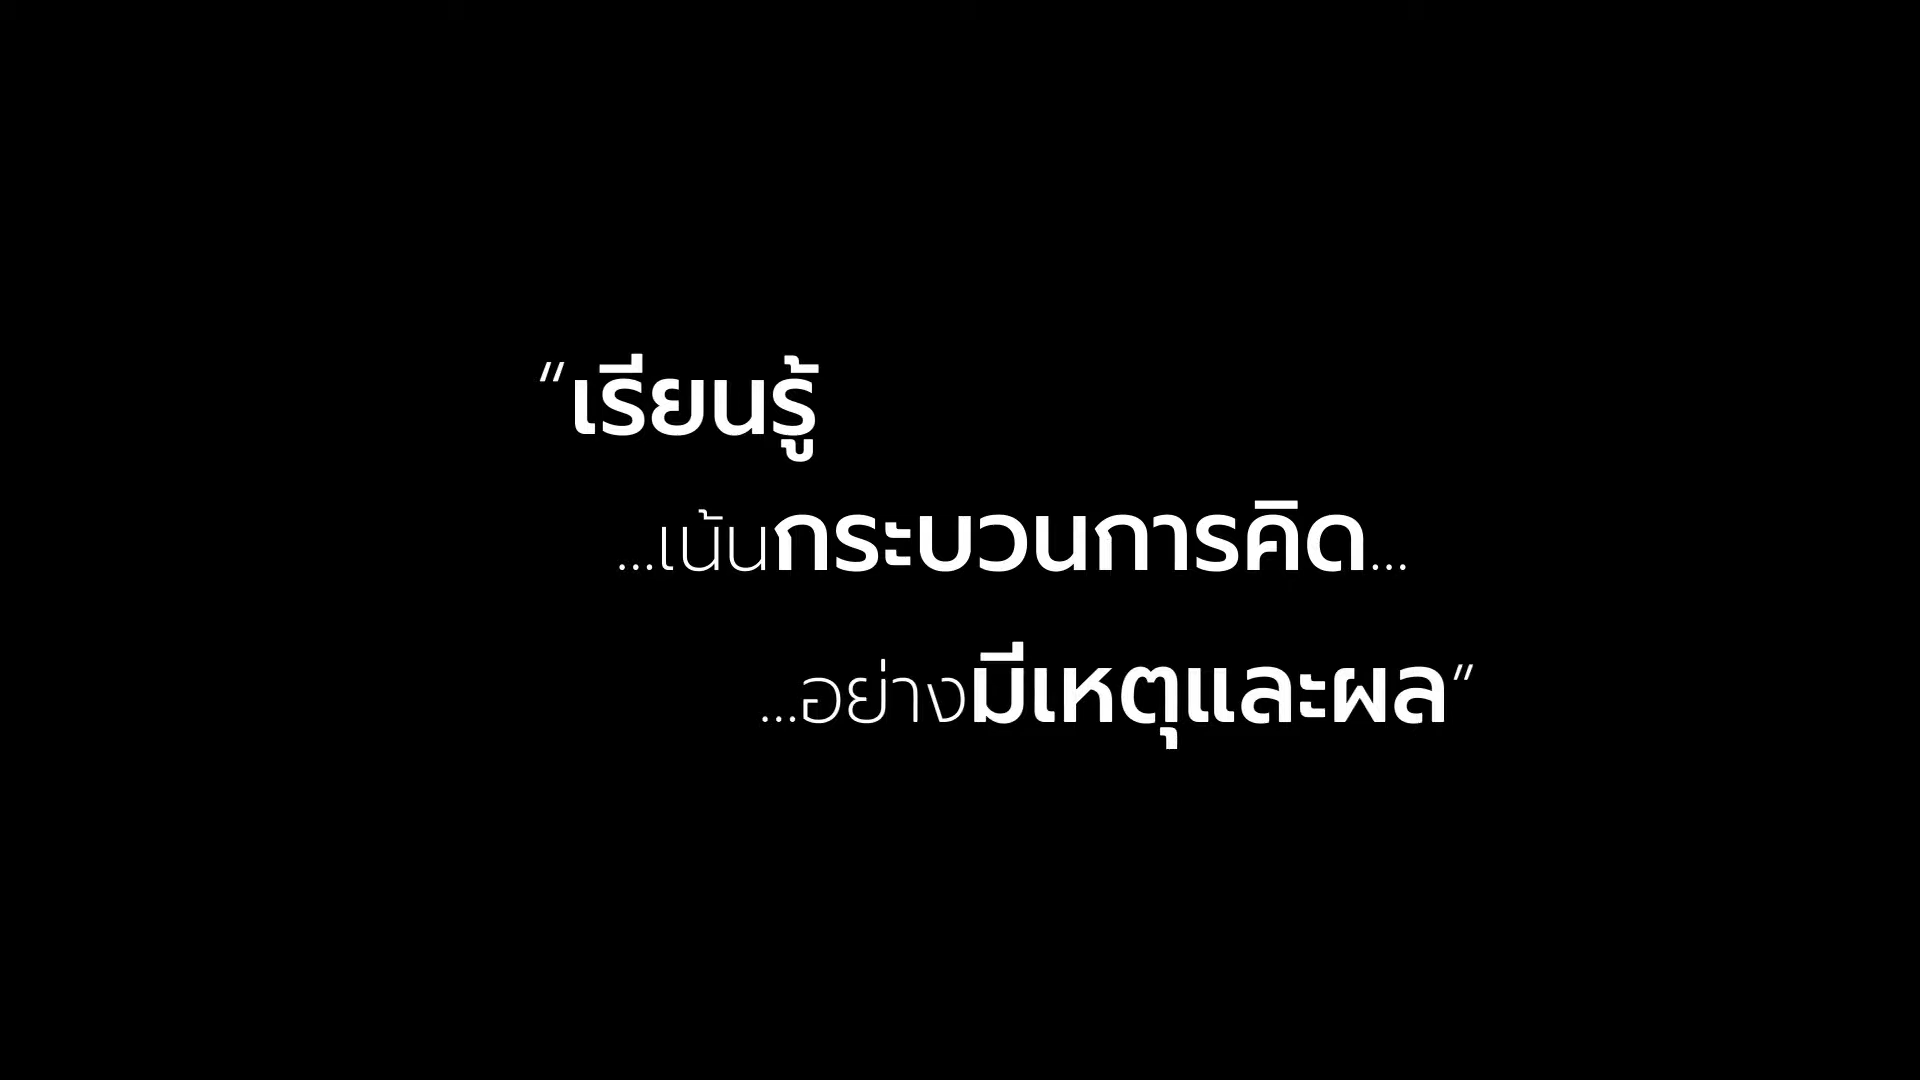 "เรียนรู้
...เน้นกระบวนการคิด...
...อย่างมีเหตุและผล"